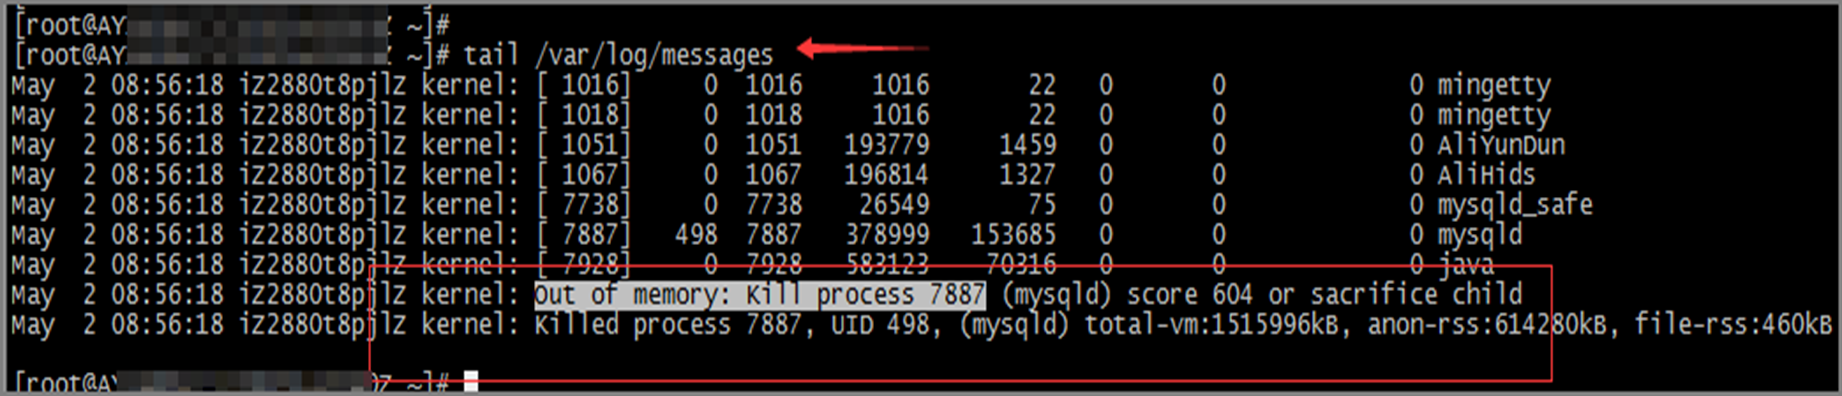 [root@AY ~]#
[root@AY Z ~]# tail /var/log/messages
May  2 08:56:18 iZ2880t8pjlZ kernel: [ 1016]     0  1016     1016       22   0       0             0 mingetty
May  2 08:56:18 iZ2880t8pjlZ kernel: [ 1018]     0  1018     1016       22   0       0             0 mingetty
May  2 08:56:18 iZ2880t8pjlZ kernel: [ 1051]     0  1051   193779     1459   0       0             0 AliYunDun
May  2 08:56:18 iZ2880t8pjlZ kernel: [ 1067]     0  1067   196814     1327   0       0             0 AliHids
May  2 08:56:18 iZ2880t8pjlZ kernel: [ 7738]     0  7738    26549       75   0       0             0 mysqld_safe
May  2 08:56:18 iZ2880t8pjlZ kernel: [ 7887]   498  7887   378999   153685   0       0             0 mysqld
May  2 08:56:18 iZ2880t8pjlZ kernel: [ 7928]     0  7928   583123    70316   0       0             0 java
May  2 08:56:18 iZ2880t8pjlZ kernel: Out of memory: Kill process 7887 (mysqld) score 604 or sacrifice child
May  2 08:56:18 iZ2880t8pjlZ kernel: Killed process 7887, UID 498, (mysqld) total-vm:1515996kB, anon-rss:614280kB, file-rss:460kB
[root@AY Z ~]#